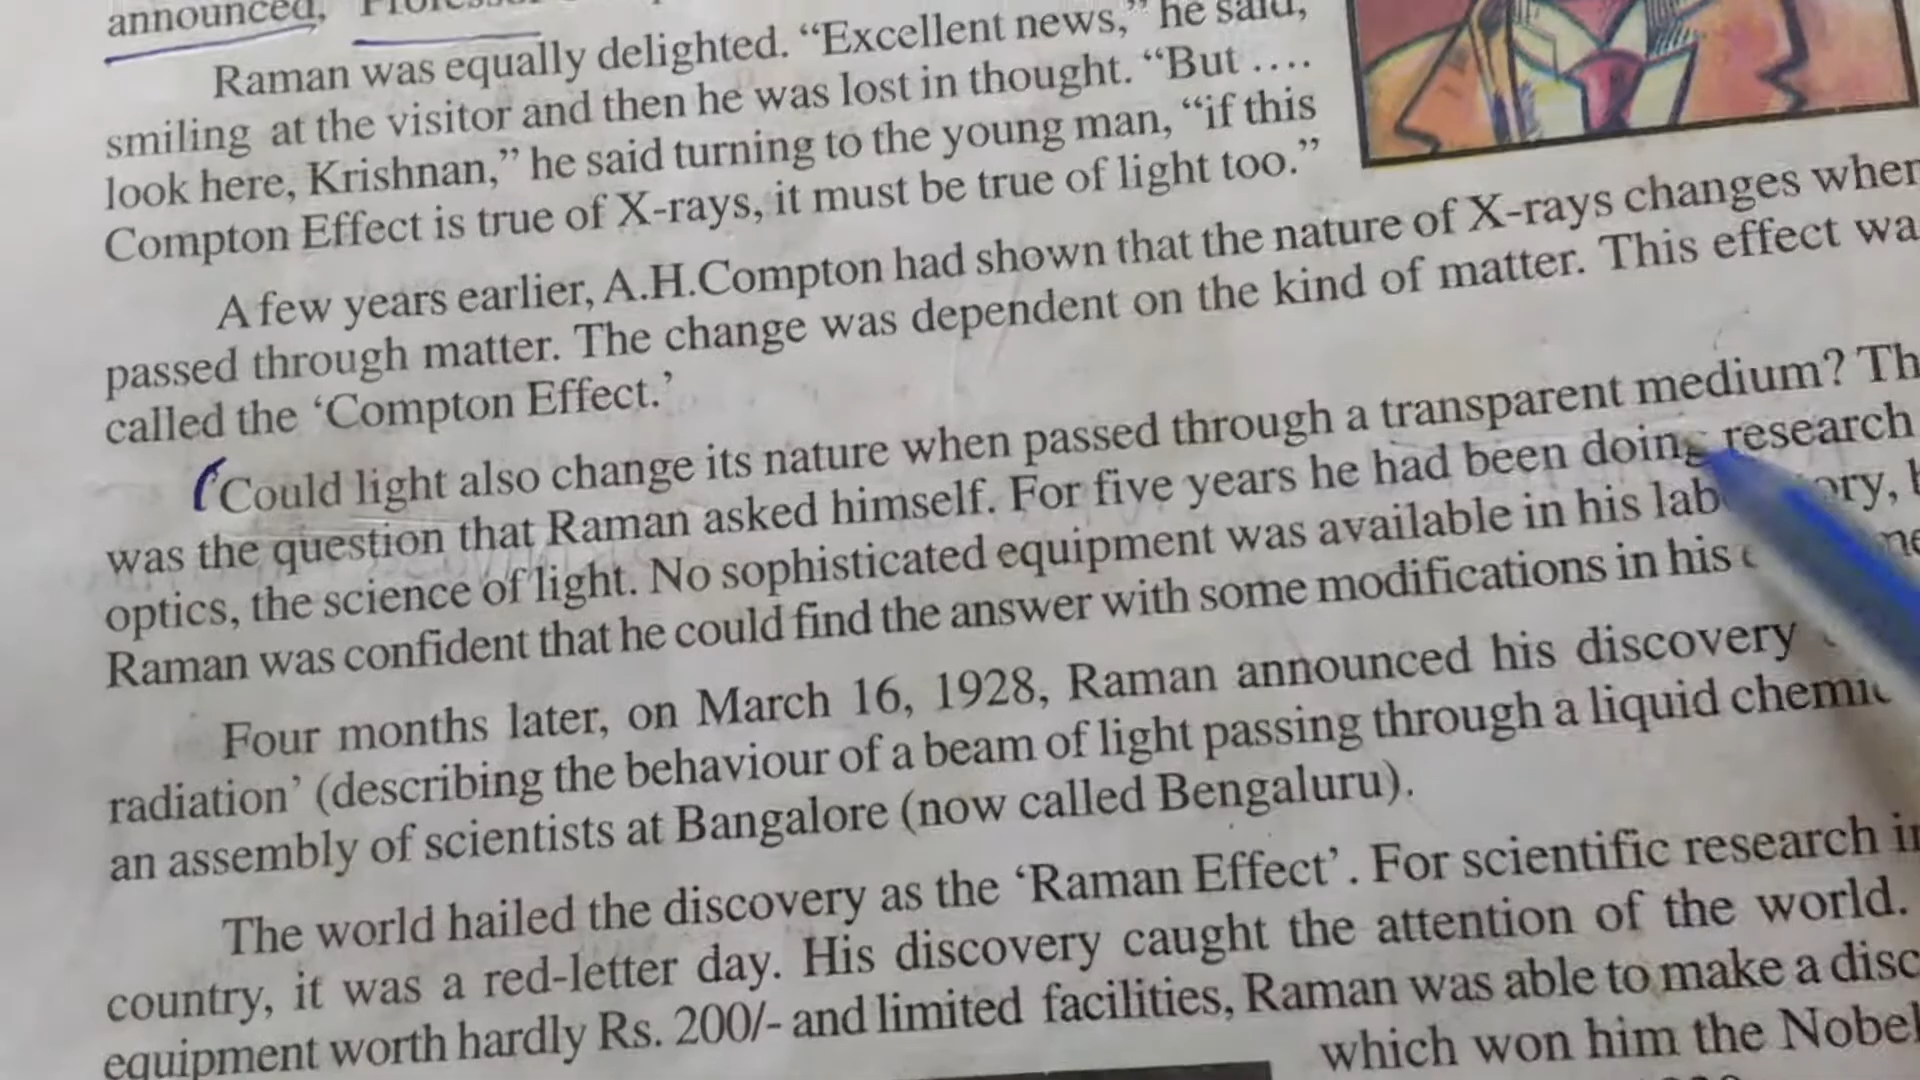 announced,
Raman was equally delighted. “Excellent news,” he said,
smiling at the visitor and then he was lost in thought. “But ....
look here, Krishnan,” he said turning to the young man, “if this
Compton Effect is true of X-rays, it must be true of light too.”
A few years earlier, A.H.Compton had shown that the nature of X-rays changes when
passed through matter. The change was dependent on the kind of matter. This effect wa
called the ‘Compton Effect.’
Could light also change its nature when passed through a transparent medium? Th
was the question that Raman asked himself. For five years he had been doing research
optics, the science of light. No sophisticated equipment was available in his lab ory, b
Raman was confident that he could find the answer with some modifications in his
Four months later, on March 16, 1928, Raman announced his discovery
radiation’ (describing the behaviour of a beam of light passing through a liquid chemic
an assembly of scientists at Bangalore (now called Bengaluru).
The world hailed the discovery as the ‘Raman Effect’. For scientific research in
country, it was a red-letter day. His discovery caught the attention of the world.
equipment worth hardly Rs. 200/- and limited facilities, Raman was able to make a disc
which won him the Nobel